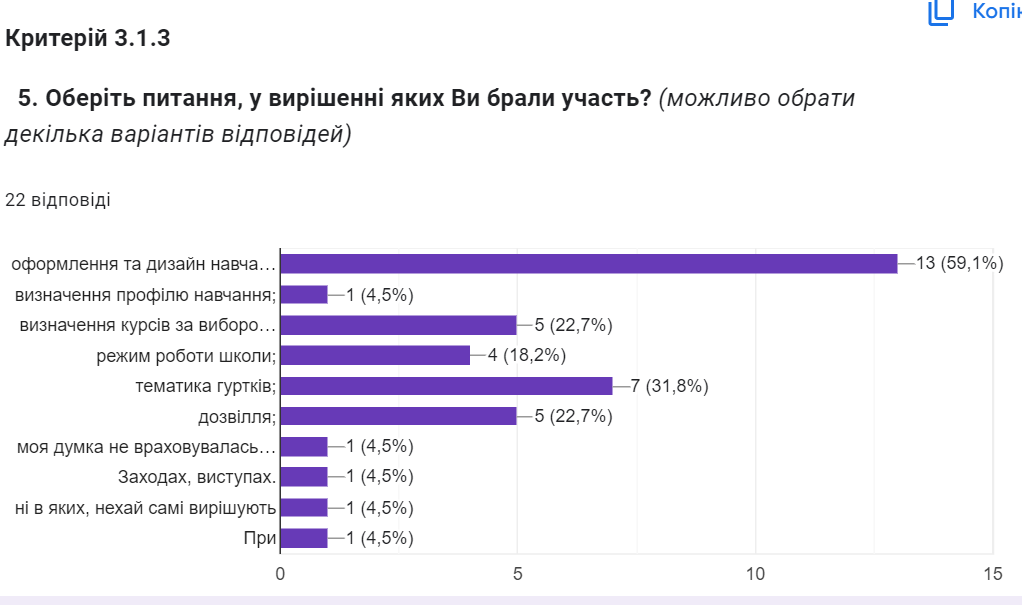 Копію
Критерій 3.1.3
5. Оберіть питання, у вирішенні яких Ви брали участь? (можливо обрати
декілька варіантів відповідей)
22 відповіді
оформлення та дизайн навча… 13 (59,1%)
визначення профілю навчання; 1 (4,5%)
визначення курсів за виборо… 5 (22,7%)
режим роботи школи; 4 (18,2%)
тематика гуртків; 7 (31,8%)
дозвілля; 5 (22,7%)
моя думка не враховувалась… 1 (4,5%)
Заходах, виступах. 1 (4,5%)
ні в яких, нехай самі вирішують 1 (4,5%)
При 1 (4,5%)
0 5 10 15